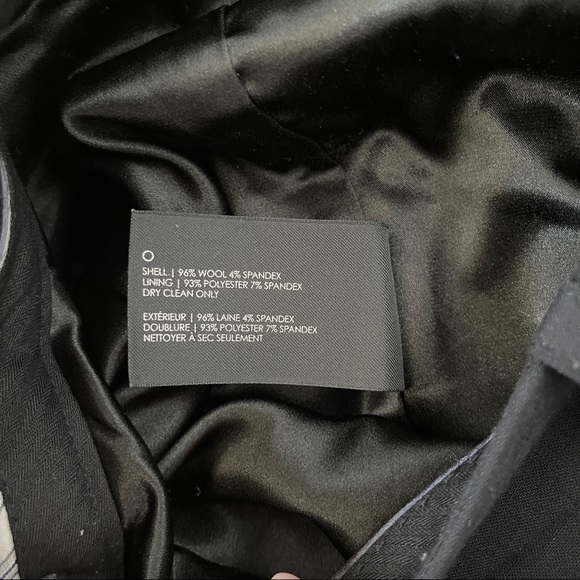 O
SHELL | 96% WOOL 4% SPANDEX
LINING | 93% POLYESTER 7% SPANDEX
DRY CLEAN ONLY
EXTÉRIEUR | 96% LAINE 4% SPANDEX
DOUBLURE | 93% POLYESTER 7% SPANDEX
NETTOYER À SEC SEULEMENT